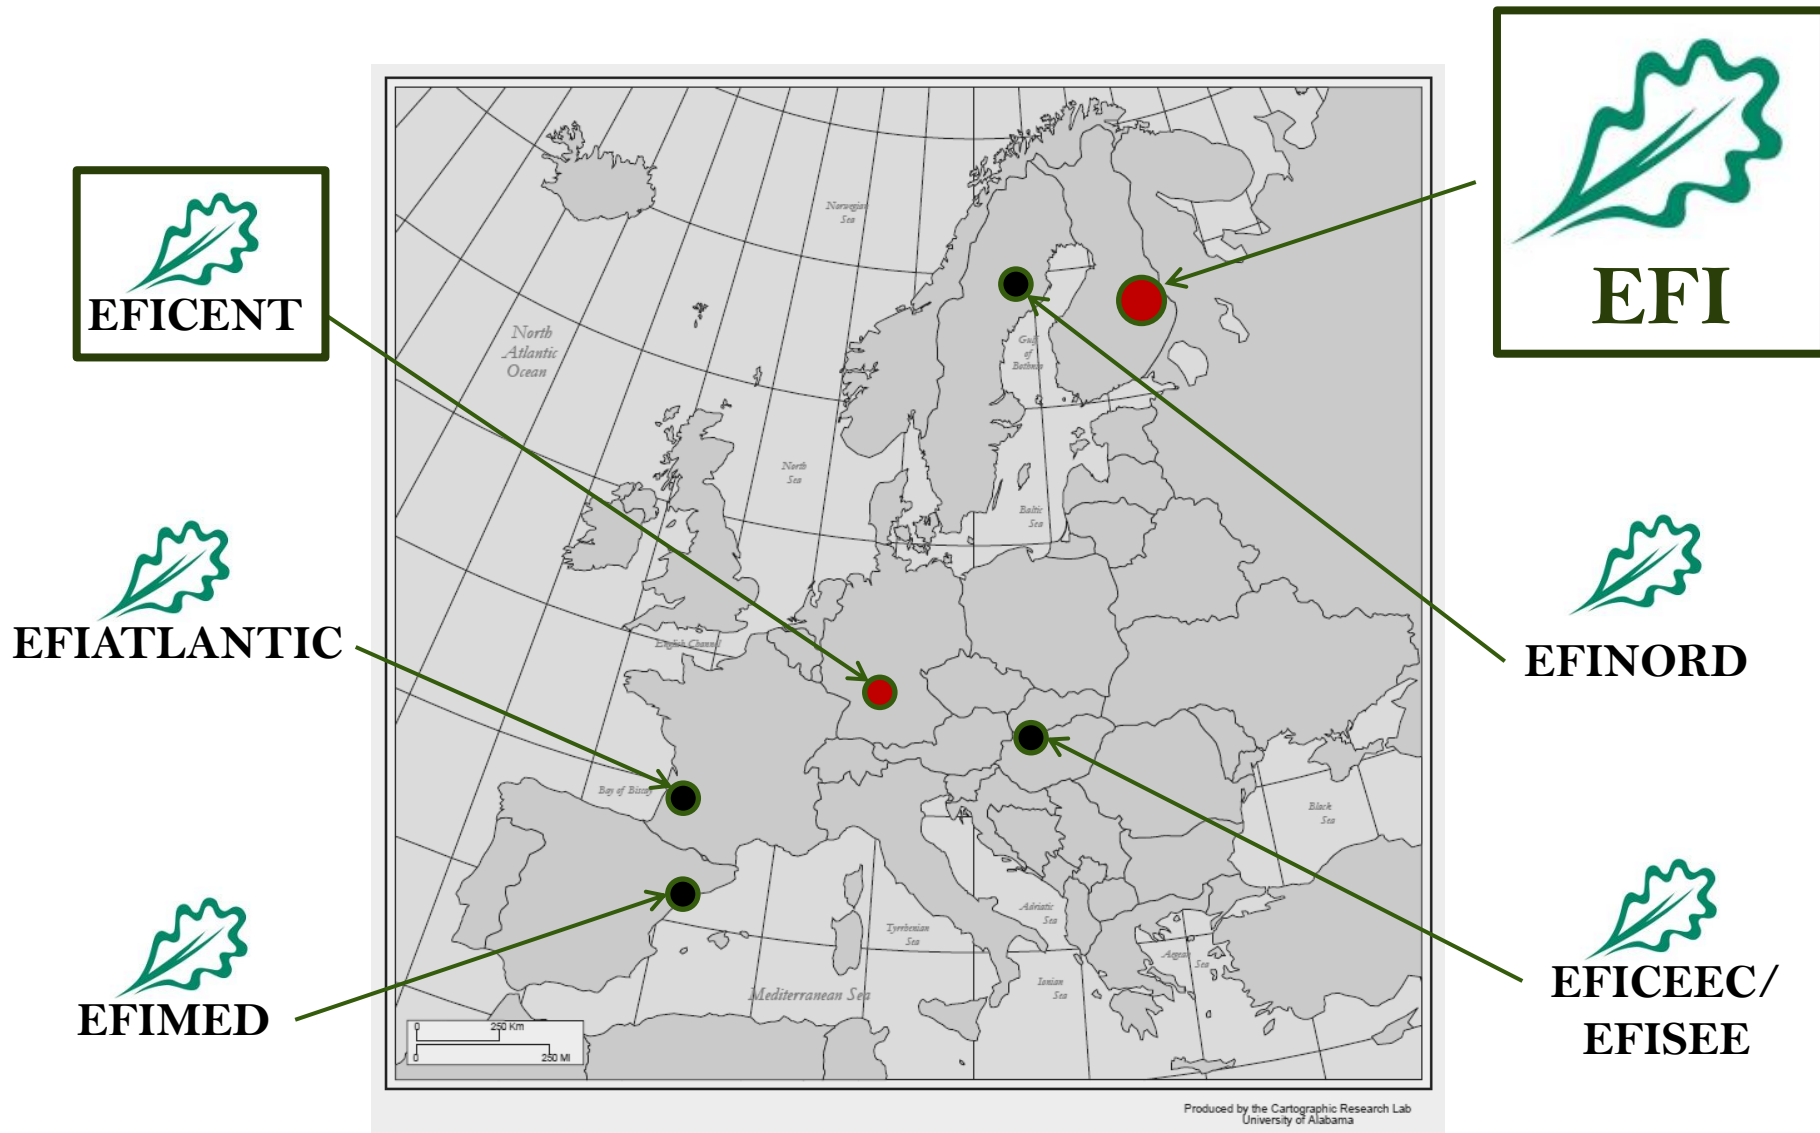 EFI
EFICENT
Norwegian
Sea
North
Atlantic
Ocean
Gulf
of
Bothnia
North
Sea
Baltic
Sea
EFIATLANTIC
English Channel
EFINORD
Bay of Biscay
Black
Sea
Adriatic
Sea
Tyrrhenian
Sea
Aegean
Sea
Ionian
Sea
Mediterranean Sea
EFIMED
EFICEEC/
EFISEE
0 250 Km
0 250 MI
Produced by the Cartographic Research Lab
University of Alabama